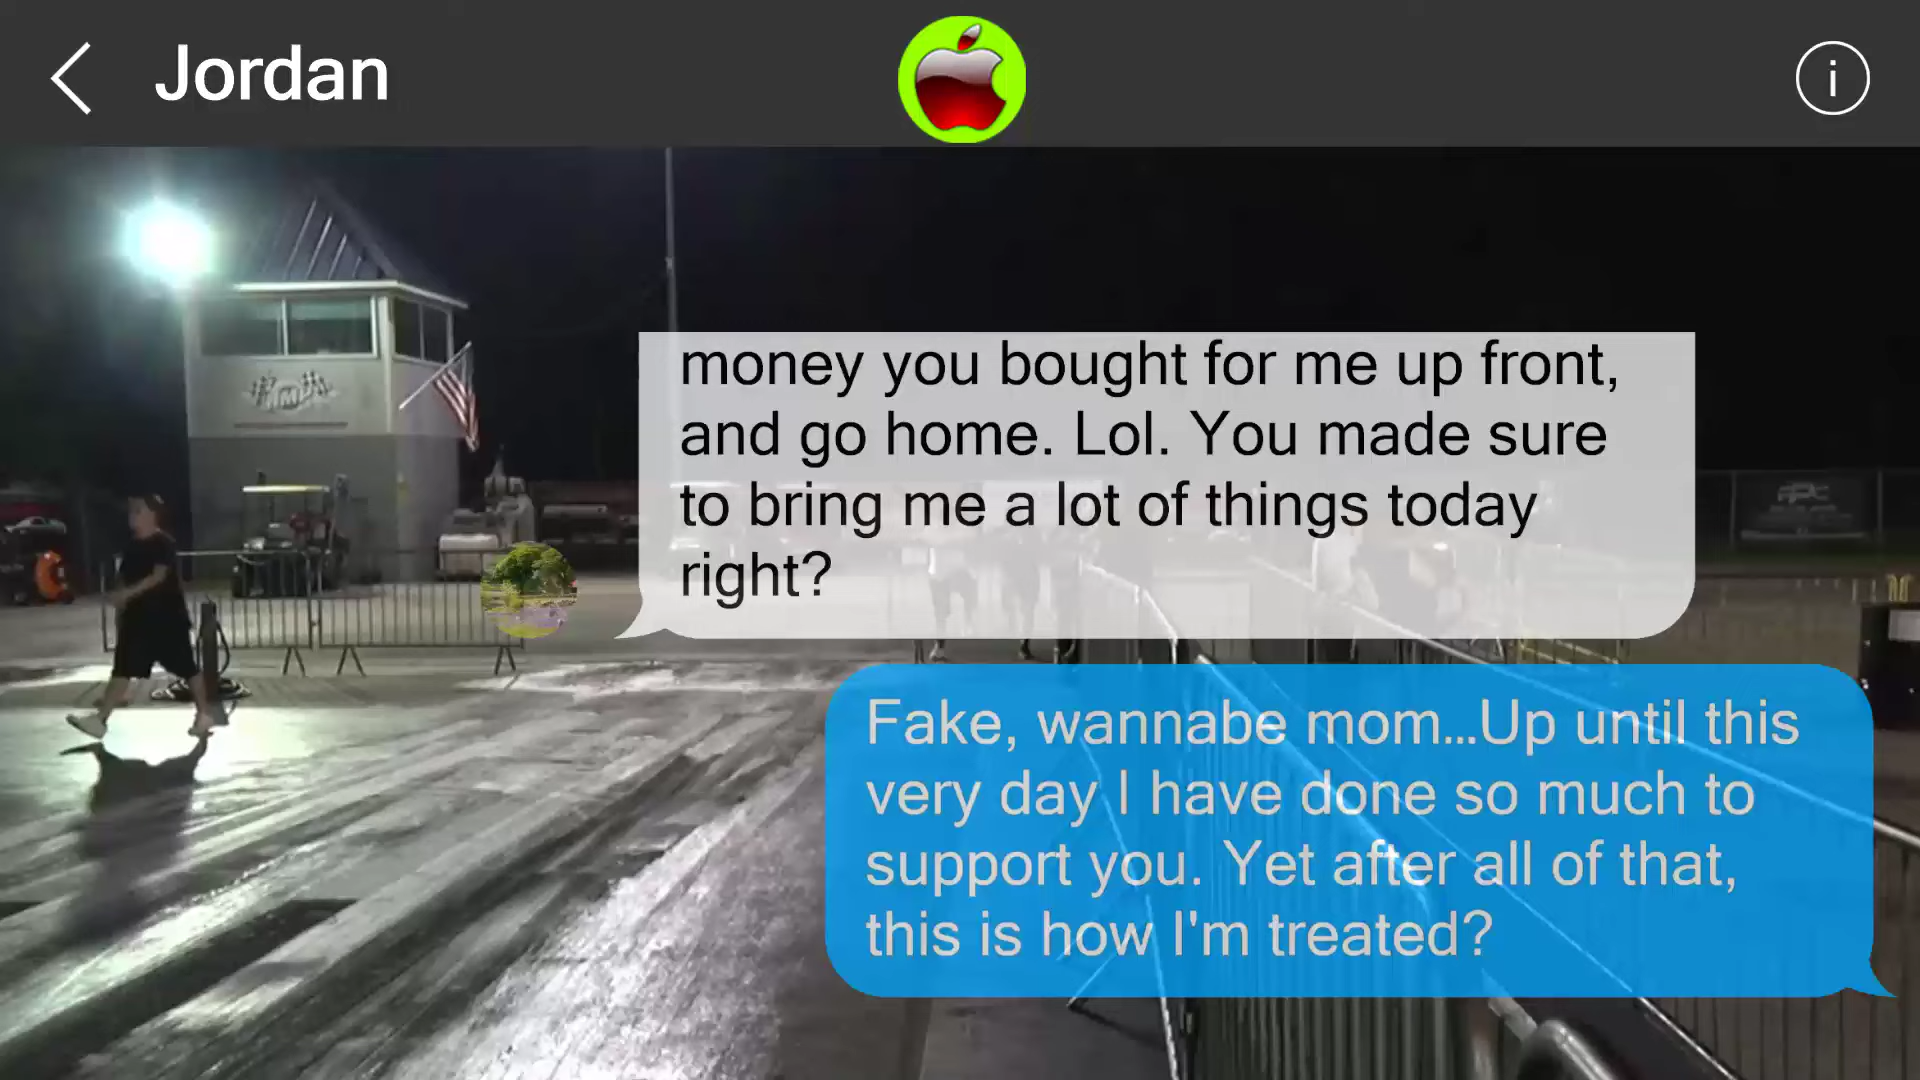 Jordan
i
money you bought for me up front,
and go home. Lol. You made sure
to bring me a lot of things today
right?
Fake, wannabe mom...Up until this
very day I have done so much to
support you. Yet after all of that,
this is how I'm treated?